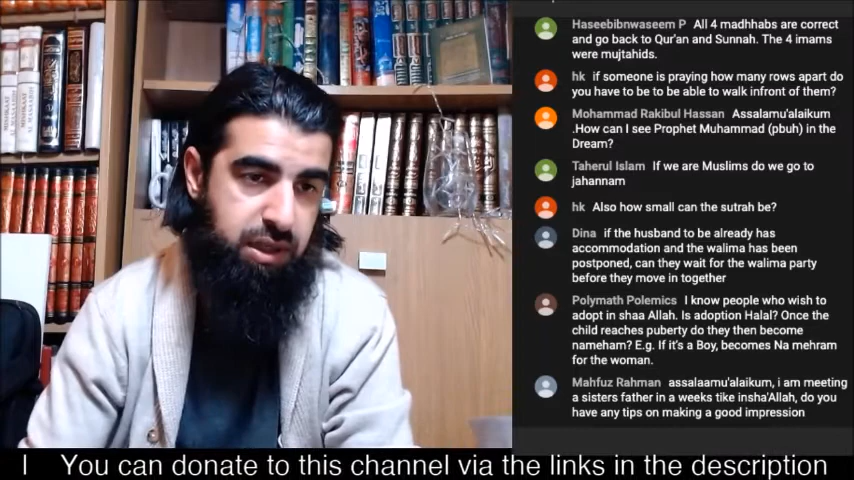 Haseebibnwaseem P All 4 madhhabs are correct
and go back to Qur'an and Sunnah. The 4 imams
were mujtahids.
hk if someone is praying how many rows apart do
you have to be to be able to walk infront of them?
Mohammad Rakibul Hassan Assalamu'alaikum
.How can I see Prophet Muhammad (pbuh) in the
Dream?
Taherul Islam If we are Muslims do we go to
jahannam
hk Also how small can the sutrah be?
Dina if the husband to be already has
accommodation and the walima has been
postponed, can they wait for the walima party
before they move in together
Polymath Polemics I know people who wish to
adopt in shaa Allah. Is adoption Halal? Once the
child reaches puberty do they then become
nameham? E.g. If it's a Boy, becomes Na mehram
for the woman.
Mahfuz Rahman assalaamu'alaikum, i am meeting
a sisters father in a weeks tike insha'Allah, do you
have any tips on making a good impression
| You can donate to this channel via the links in the description